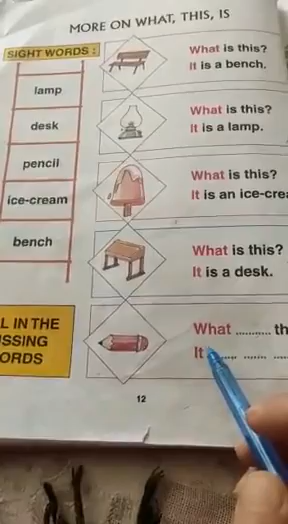 MORE ON WHAT, THIS, IS
SIGHT WORDS :
lamp
desk
pencil
ice-cream
bench
What is this?
It is a bench.
What is this?
It is a lamp.
What is this?
It is an ice-cre
What is this?
It is a desk.
L IN THE
ISSING
ORDS
What ........... th
It ...... ....... ....
12